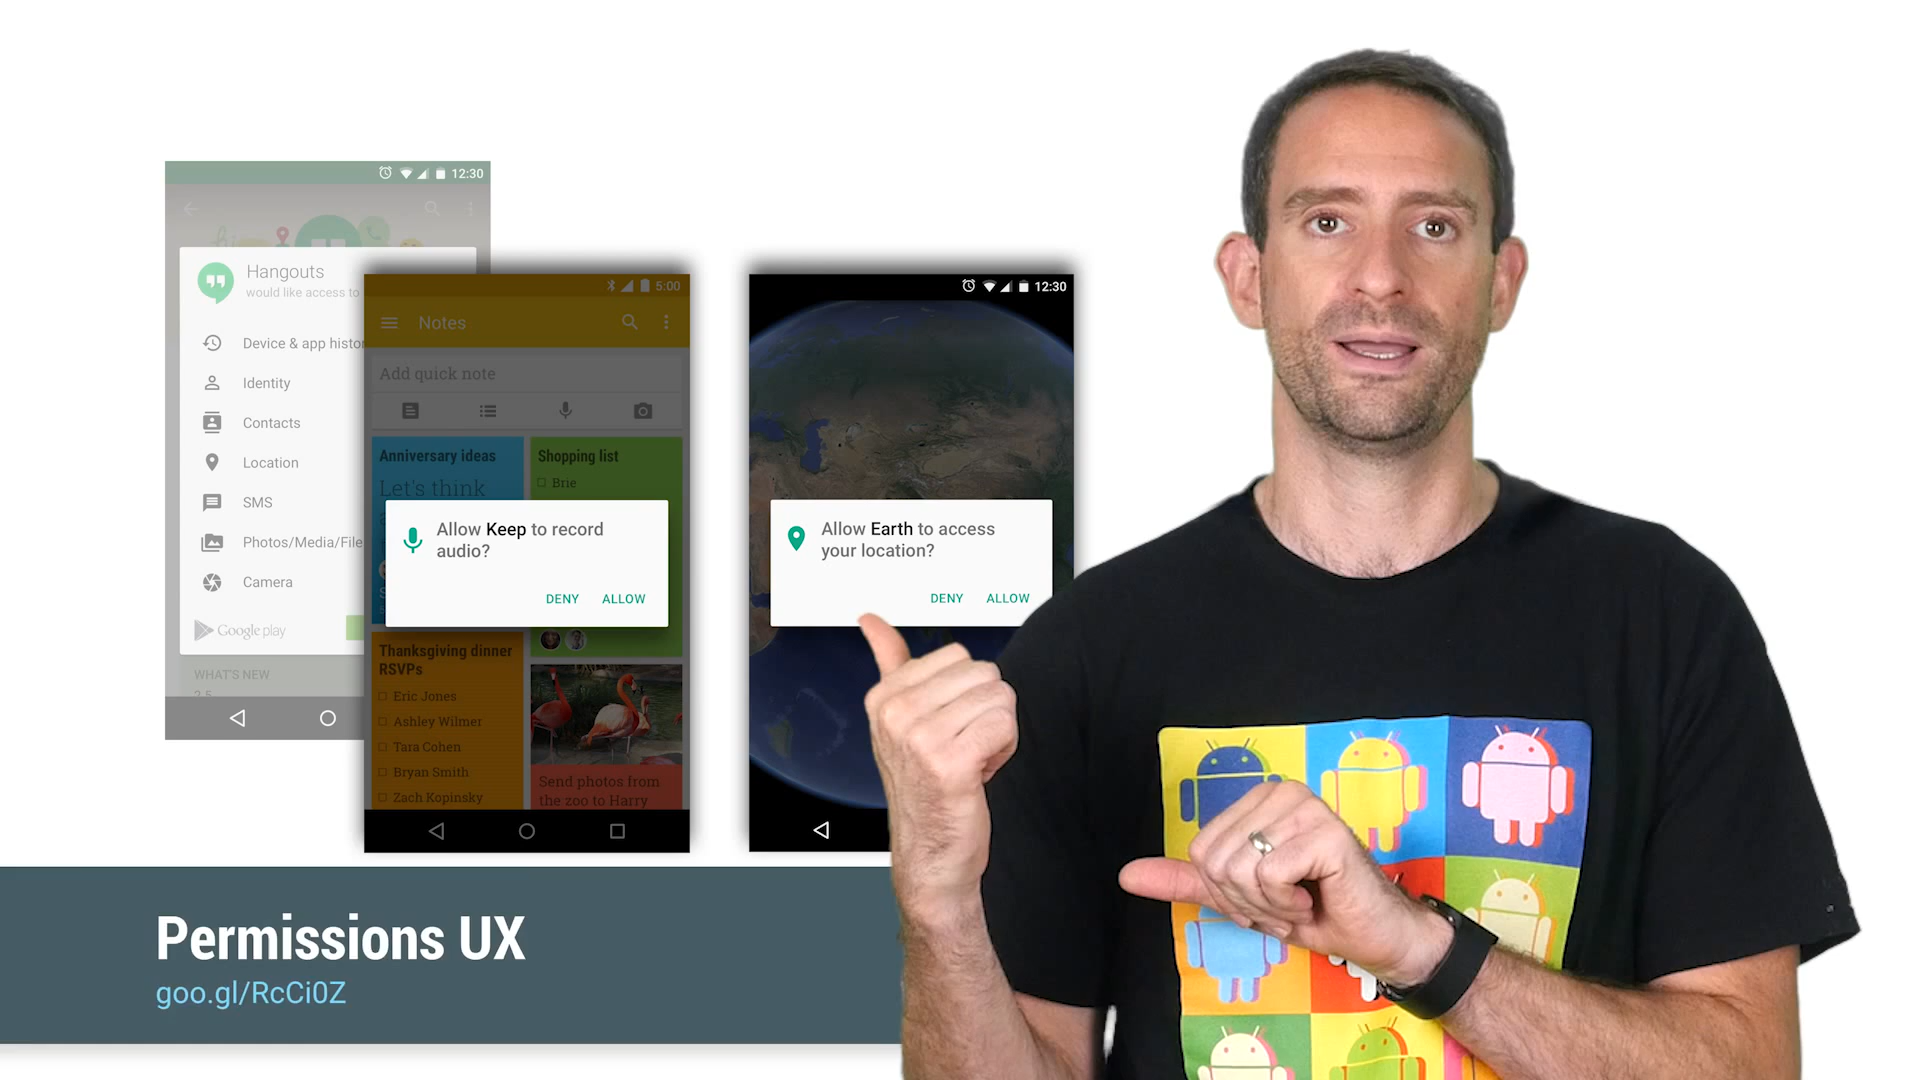 12:30
Hangouts
would like access to
Device & app histor
Identity
Contacts
Location
SMS
Photos/Media/File
Camera
Google play
WHAT'S NEW
2.5
5:00
Notes
Add quick note
Anniversary ideas
Let's think
Shopping list
Brie
Allow Keep to record
audio?
DENY ALLOW
Thanksgiving dinner
RSVPs
Eric Jones
Ashley Wilmer
Tara Cohen
Bryan Smith
Zach Kopinsky
Send photos from
the zoo to Harry
12:30
Allow Earth to access
your location?
DENY ALLOW
Permissions UX
goo.gl/RcCi0Z